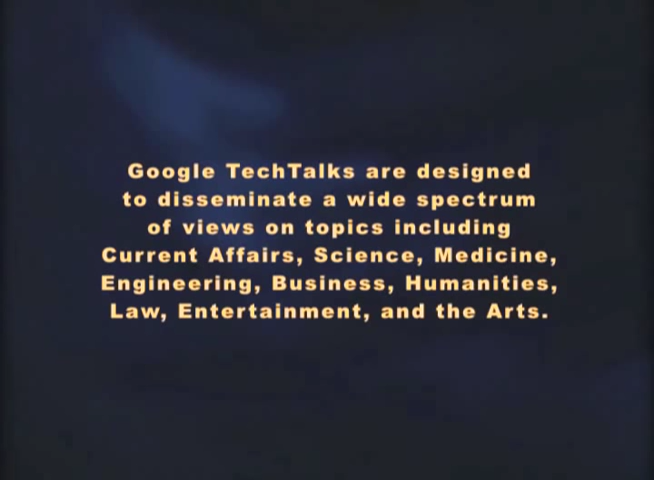 Google TechTalks are designed
to disseminate a wide spectrum
of views on topics including
Current Affairs, Science, Medicine,
Engineering, Business, Humanities,
Law, Entertainment, and the Arts.